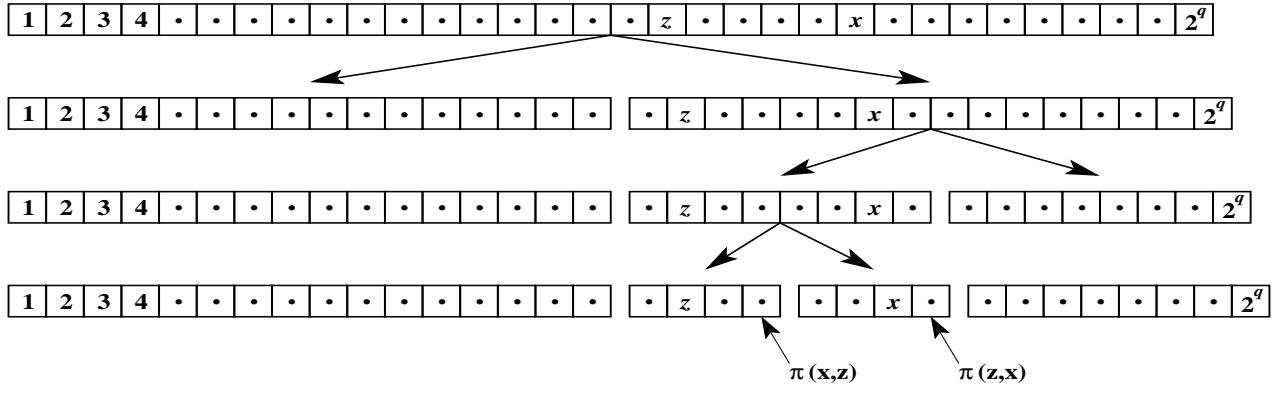 1 2 3 4 • • • • • • • • • • • • • z • • • • x • • • • • • • • 2^q
1 2 3 4 • • • • • • • • • • • • • z • • • • x • • • • • • • • 2^q
1 2 3 4 • • • • • • • • • • • • • z • • • • x • • • • • • • • 2^q
1 2 3 4 • • • • • • • • • • • • • z • • • • x • • • • • • • • 2^q
π (x,z) π (z,x)